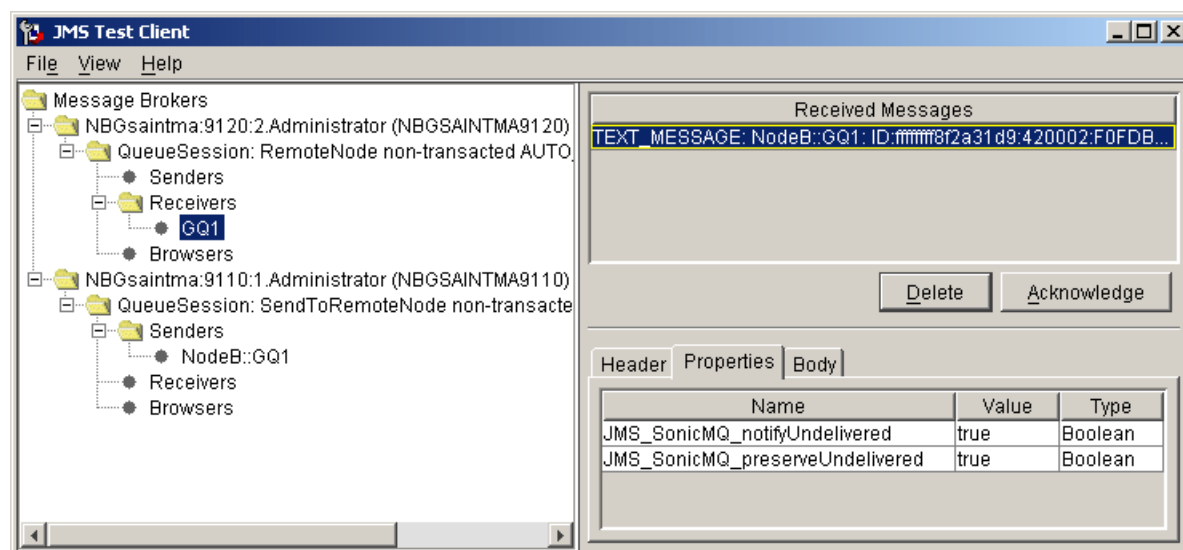 JMS Test Client
File View Help
Message Brokers
NBGsaintma:9120:2.Administrator (NBGSAINTMA9120)
QueueSession: RemoteNode non-transacted AUTO_
Senders
Receivers
GQ1
Browsers
NBGsaintma:9110:1.Administrator (NBGSAINTMA9110)
QueueSession: SendToRemoteNode non-transacte
Senders
NodeB::GQ1
Receivers
Browsers
Received Messages
TEXT_MESSAGE: NodeB::GQ1: ID:ffffffff8f2a31d9:420002:F0FDB...
Delete Acknowledge
Header Properties Body
Name Value Type
JMS_SonicMQ_notifyUndelivered true Boolean
JMS_SonicMQ_preserveUndelivered true Boolean